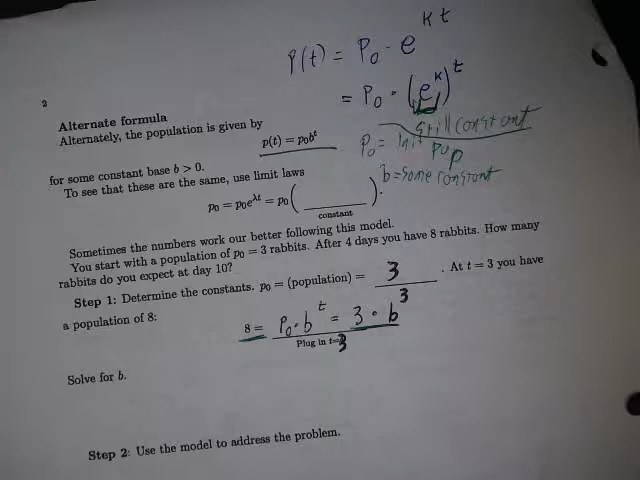 P(t) = P₀ · e^kt
2
= P₀ · (e^k)^t
Alternate formula
Alternately, the population is given by
still constant
p(t) = p₀b^t
P₀ = init pop
for some constant base b > 0.
b = some constant
To see that these are the same, use limit laws
p₀ = p₀e^λt = p₀( ________ )^.
constant
Sometimes the numbers work our better following this model.
You start with a population of p₀ = 3 rabbits. After 4 days you have 8 rabbits. How many
rabbits do you expect at day 10?
Step 1: Determine the constants. p₀ = (population) = 3 . At t = 3 you have
a population of 8:
8 = P₀ · b^t = 3 · b^3
Plug in t=3
Solve for b.
Step 2: Use the model to address the problem.